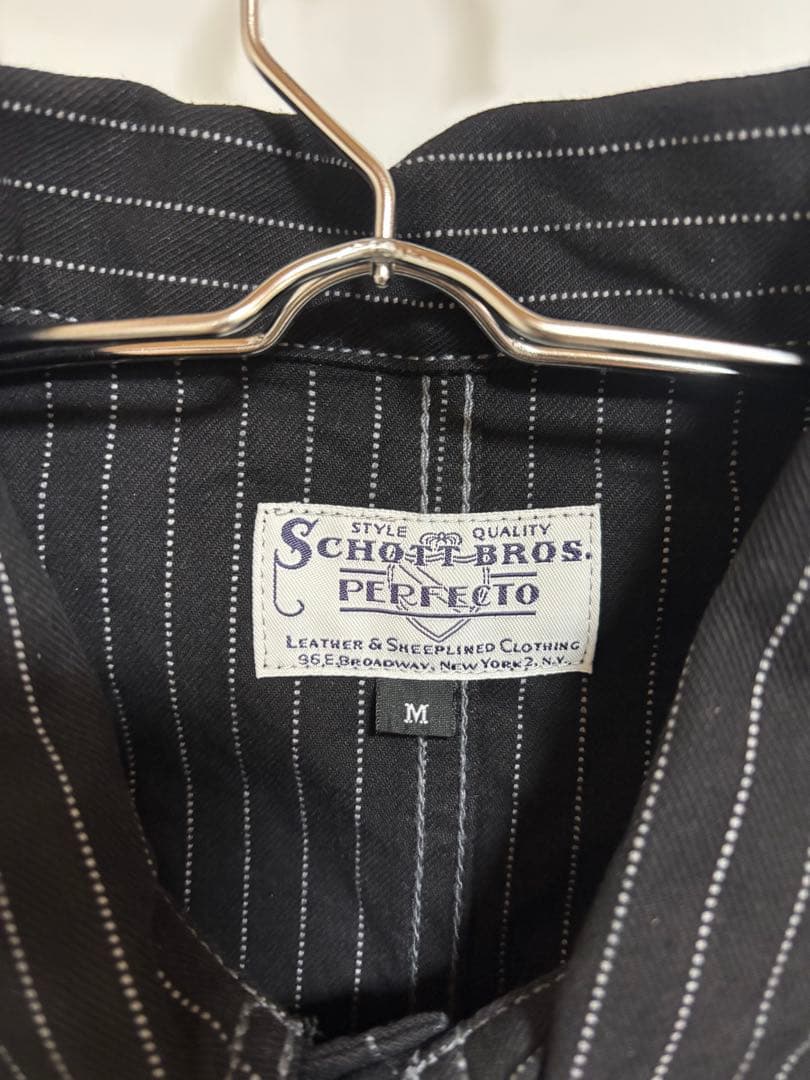 STYLE QUALITY
SCHOTT BROS.
PERFECTO
LEATHER & SHEEPLINED CLOTHING
96,E.BROADWAY, NEW YORK 2, N.Y.
M